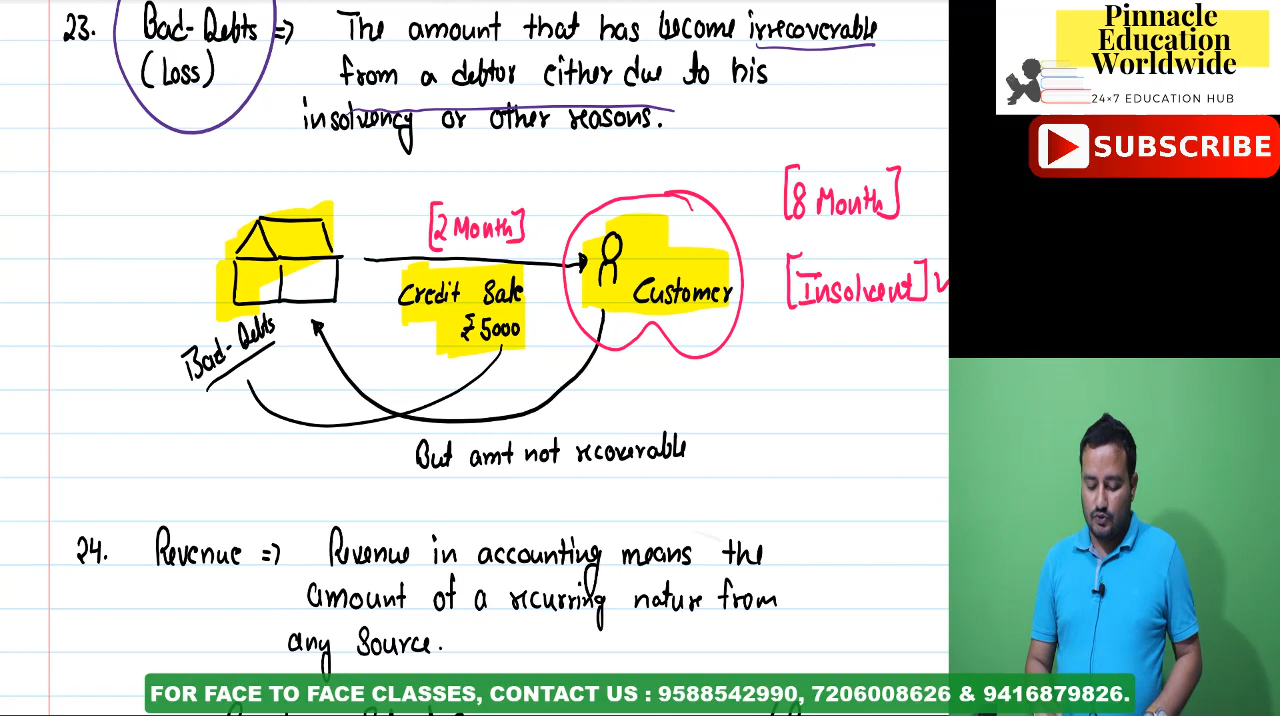 23. Bad-Debts => The amount that has become irrecoverable
(Loss) from a debtor either due to his
insolvency or other reasons.
[2 Month]
[8 Month]
Credit Sale
₹5000
Customer
[Insolvent]
Bad-Debts
But amt not recoverable
24. Revenue => Revenue in accounting means the
amount of a recurring nature from
any source.
Pinnacle
Education
Worldwide
24×7 EDUCATION HUB
SUBSCRIBE
FOR FACE TO FACE CLASSES, CONTACT US : 9588542990, 7206008626 & 9416879826.